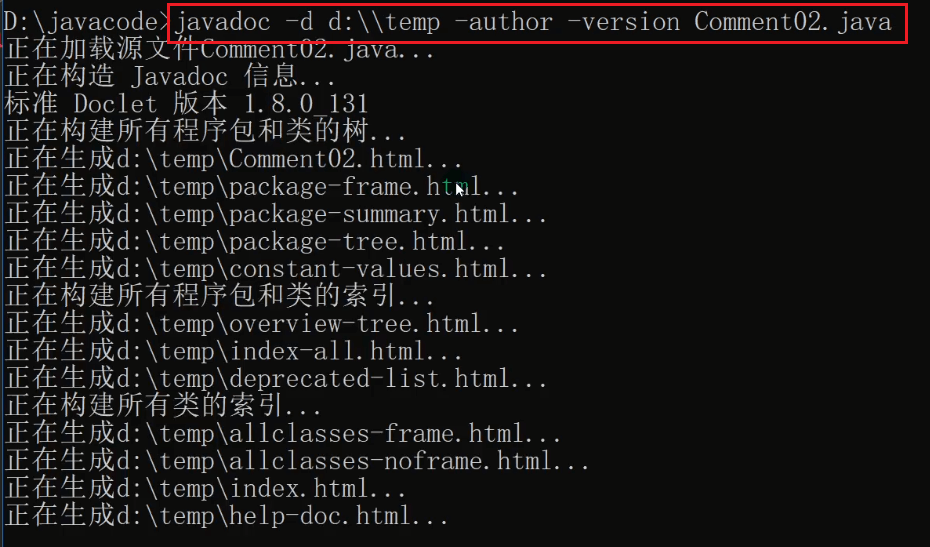 D:\javacode>javadoc -d d:\\temp -author -version Comment02.java
正在加载源文件Comment02.java...
正在构造 Javadoc 信息...
标准 Doclet 版本 1.8.0_131
正在构建所有程序包和类的树...
正在生成d:\temp\Comment02.html...
正在生成d:\temp\package-frame.html...
正在生成d:\temp\package-summary.html...
正在生成d:\temp\package-tree.html...
正在生成d:\temp\constant-values.html...
正在构建所有程序包和类的索引...
正在生成d:\temp\overview-tree.html...
正在生成d:\temp\index-all.html...
正在生成d:\temp\deprecated-list.html...
正在构建所有类的索引...
正在生成d:\temp\allclasses-frame.html...
正在生成d:\temp\allclasses-noframe.html...
正在生成d:\temp\index.html...
正在生成d:\temp\help-doc.html...